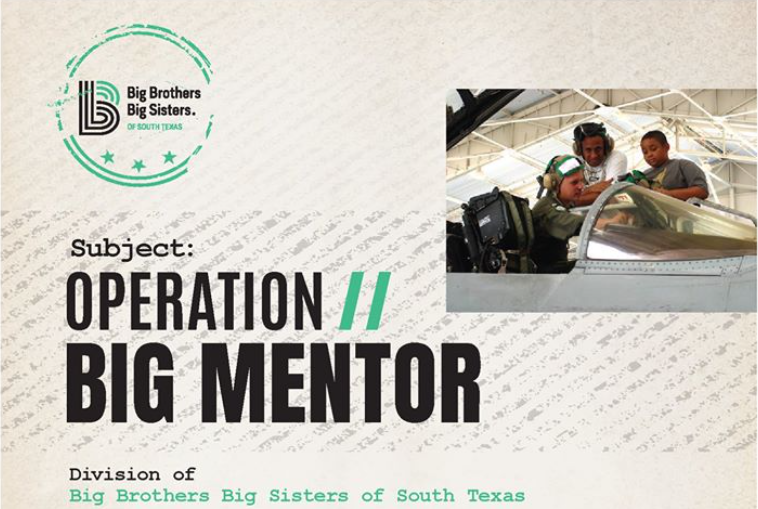 Big Brothers
Big Sisters.
OF SOUTH TEXAS
Subject:
OPERATION //
BIG MENTOR
Division of
Big Brothers Big Sisters of South Texas